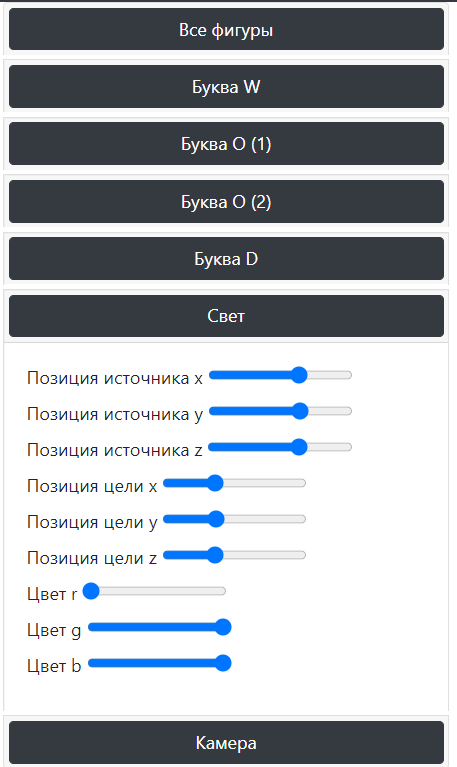 Все фигуры
Буква W
Буква O (1)
Буква O (2)
Буква D
Свет
Позиция источника x
Позиция источника y
Позиция источника z
Позиция цели x
Позиция цели y
Позиция цели z
Цвет r
Цвет g
Цвет b
Камера